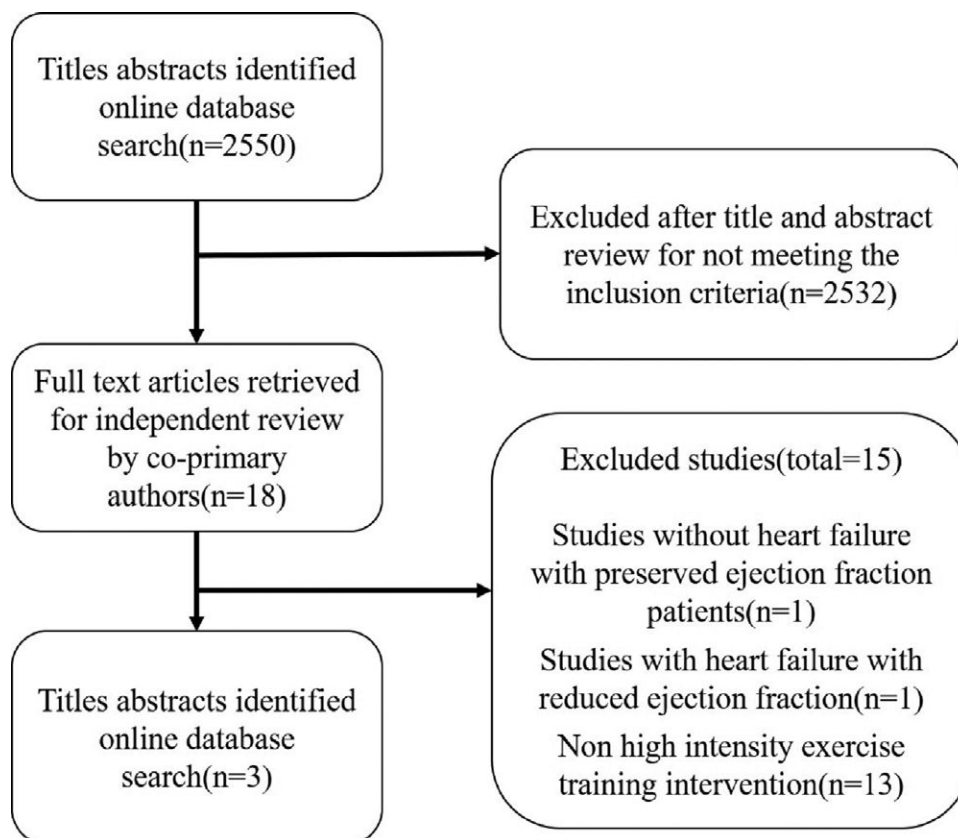 Titles abstracts identified
online database
search(n=2550)
Excluded after title and abstract
review for not meeting the
inclusion criteria(n=2532)
Full text articles retrieved
for independent review
by co-primary
authors(n=18)
Excluded studies(total=15)
Studies without heart failure
with preserved ejection fraction
patients(n=1)
Studies with heart failure with
reduced ejection fraction(n=1)
Non high intensity exercise
training intervention(n=13)
Titles abstracts identified
online database
search(n=3)